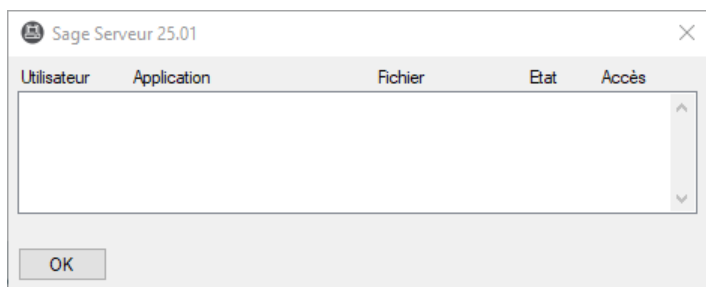 Sage Serveur 25.01
Utilisateur Application Fichier Etat Accès
OK